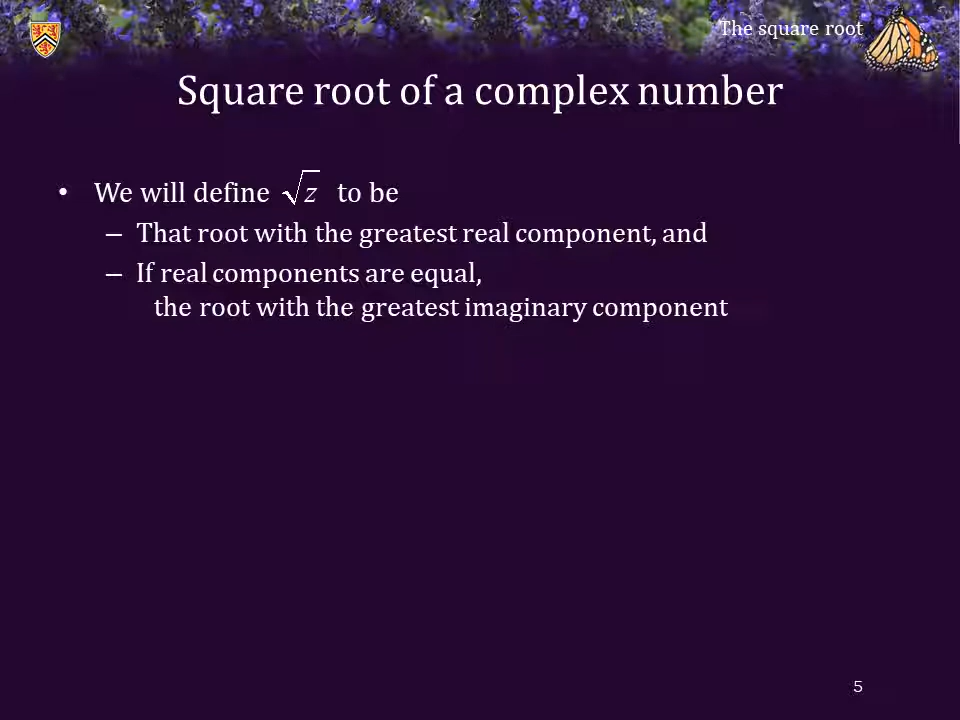 The square root
Square root of a complex number
• We will define √z to be
– That root with the greatest real component, and
– If real components are equal,
the root with the greatest imaginary component
5